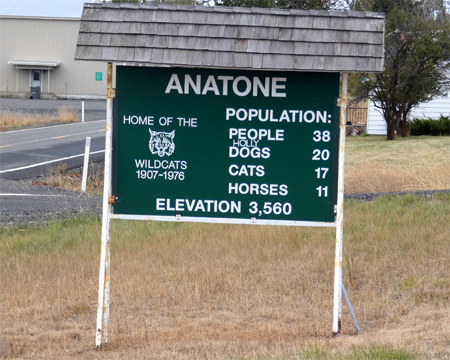 ANATONE
HOME OF THE
WILDCATS
1907-1976
POPULATION:
PEOPLE 38
HOLLY
DOGS 20
CATS 17
HORSES 11
ELEVATION 3,560